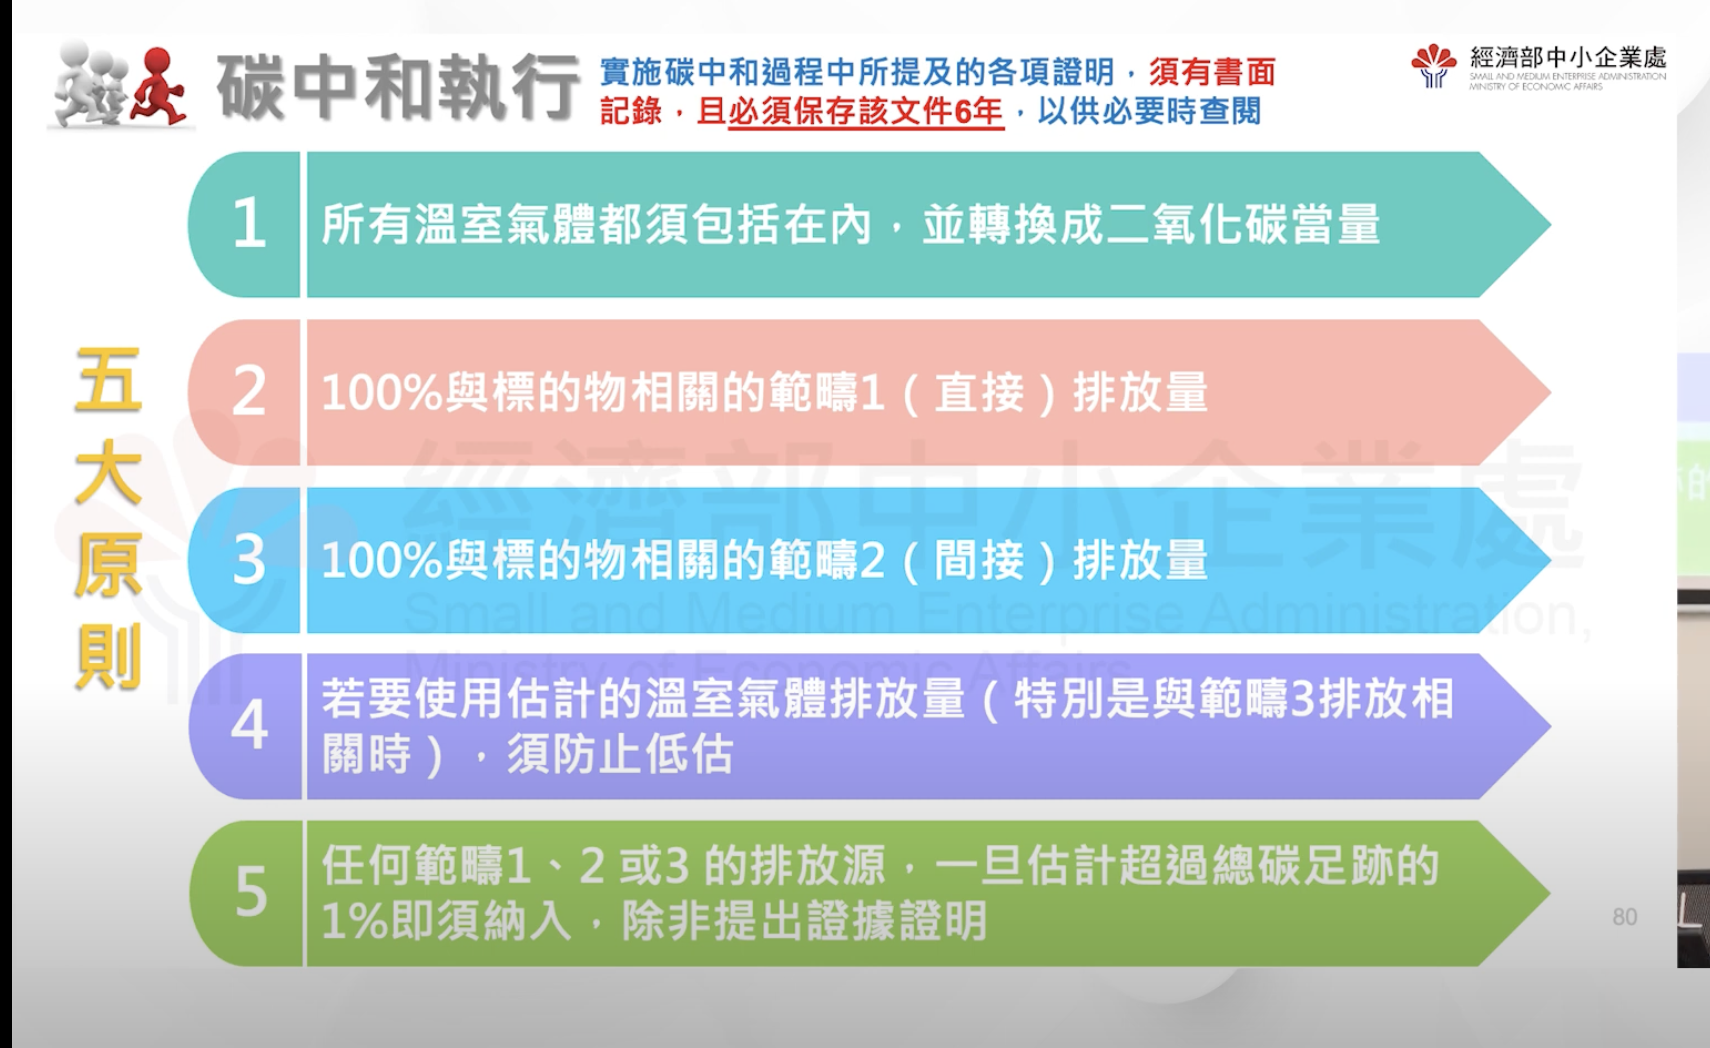 碳中和執行
實施碳中和過程中所提及的各項證明，須有書面
記錄，且必須保存該文件6年，以供必要時查閱
經濟部中小企業處
SMALL AND MEDIUM ENTERPRISE ADMINISTRATION
MINISTRY OF ECONOMIC AFFAIRS
五大原則
1
所有溫室氣體都須包括在內，並轉換成二氧化碳當量
2
100%與標的物相關的範疇1（直接）排放量
3
100%與標的物相關的範疇2（間接）排放量
4
若要使用估計的溫室氣體排放量（特別是與範疇3排放相
關時），須防止低估
5
任何範疇1、2 或3 的排放源，一旦估計超過總碳足跡的
1%即須納入，除非提出證據證明
經濟部中小企業處
Small and Medium Enterprise Administration,
Ministry of Economic Affairs
80
的
L